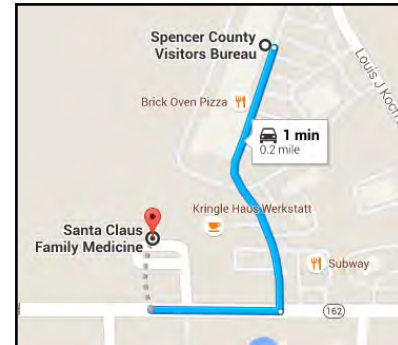 Spencer County
Visitors Bureau
Louis J Koch
Brick Oven Pizza
1 min
0.2 mile
Kringle Haus Werkstatt
Santa Claus
Family Medicine
Subway
162